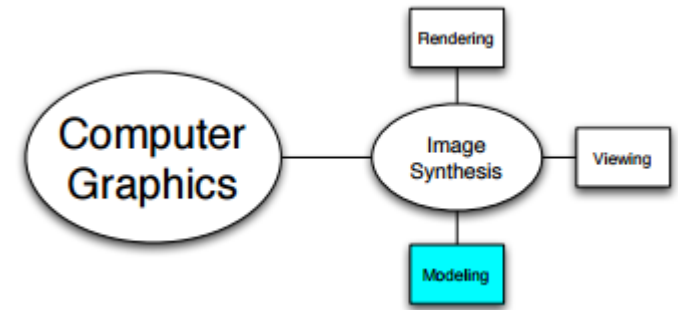 Rendering
Computer
Graphics
Image
Synthesis
Viewing
Modeling